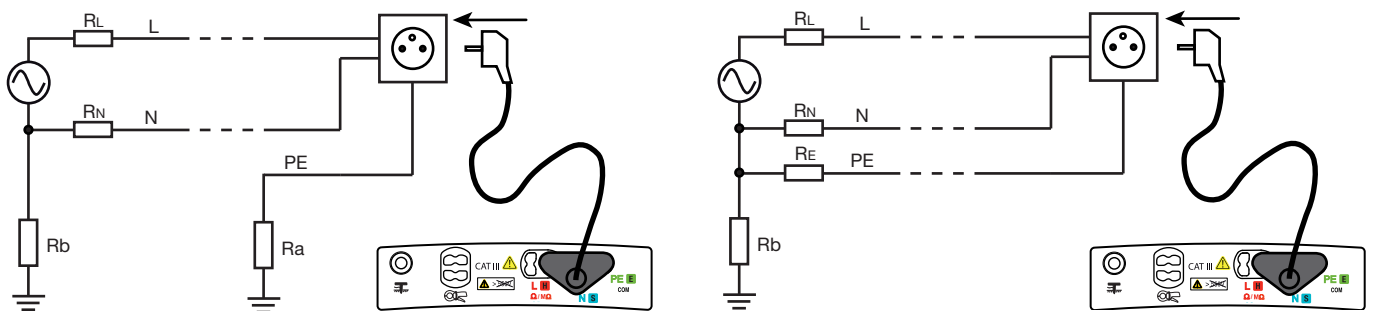 RL L
RN N
PE
Rb
Ra
CAT III
L H
Ω/MΩ
N S
PE E
COM
RL L
RN N
RE PE
Rb
CAT III
L H
Ω/MΩ
N S
PE E
COM